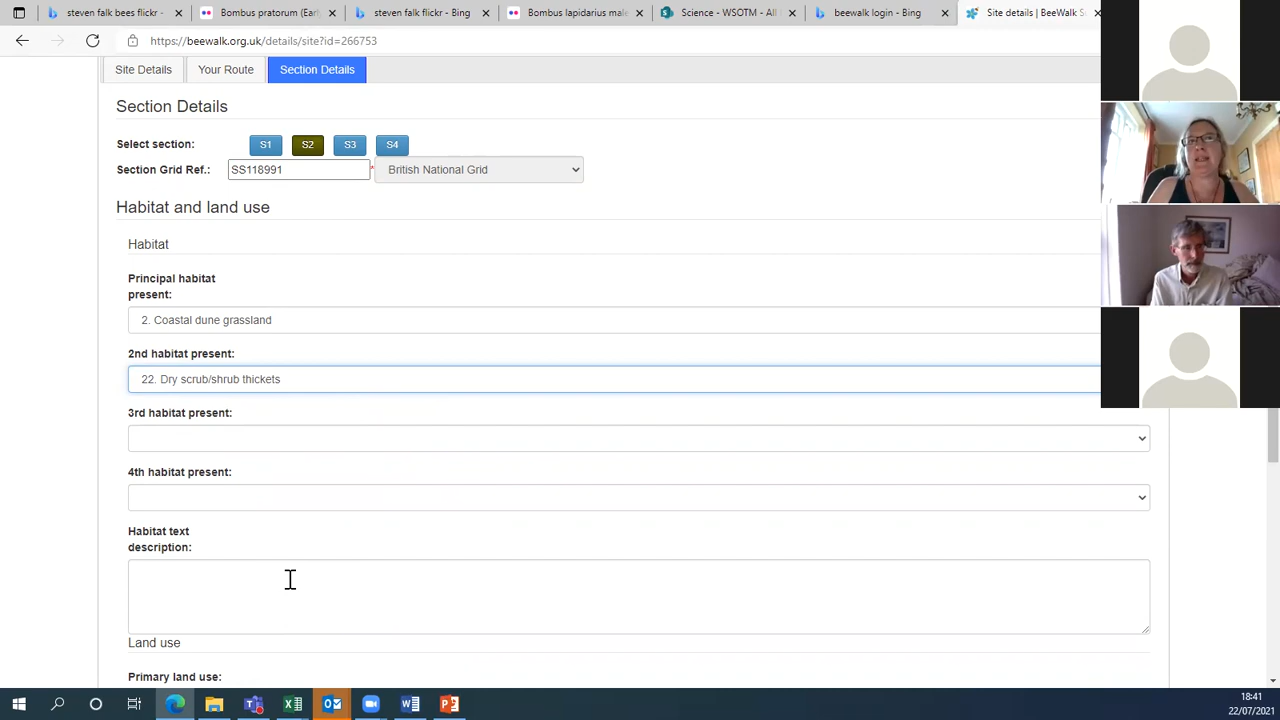 steven falk bees flickr -
Bumbus pratorum (Earl
steven falk flickr - Bing
Bombus lapidarius male
Science - WSOTM - All
beewalk login - Bing
Site details | BeeWalk S
https://beewalk.org.uk/details/site?id=266753
Site Details
Your Route
Section Details
Section Details
Select section:
S1
S2
S3
S4
Section Grid Ref.:
SS118991
*
British National Grid
Habitat and land use
Habitat
Principal habitat
present:
2. Coastal dune grassland
2nd habitat present:
22. Dry scrub/shrub thickets
3rd habitat present:
4th habitat present:
Habitat text
description:
Land use
Primary land use:
18:41
22/07/2021